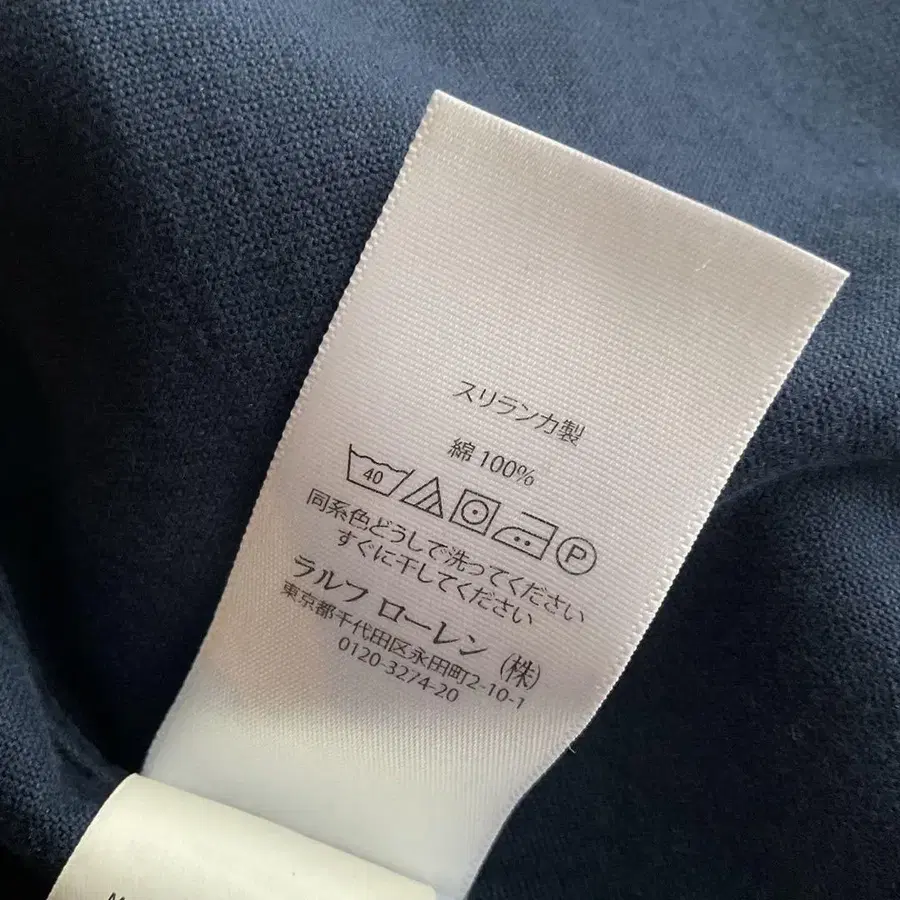 スリランカ製
綿 100%
40 P
同系色どうしで洗ってください
すぐに干してください
ラルフ ローレン (株)
東京都千代田区永田町2-10-1
0120-3274-20